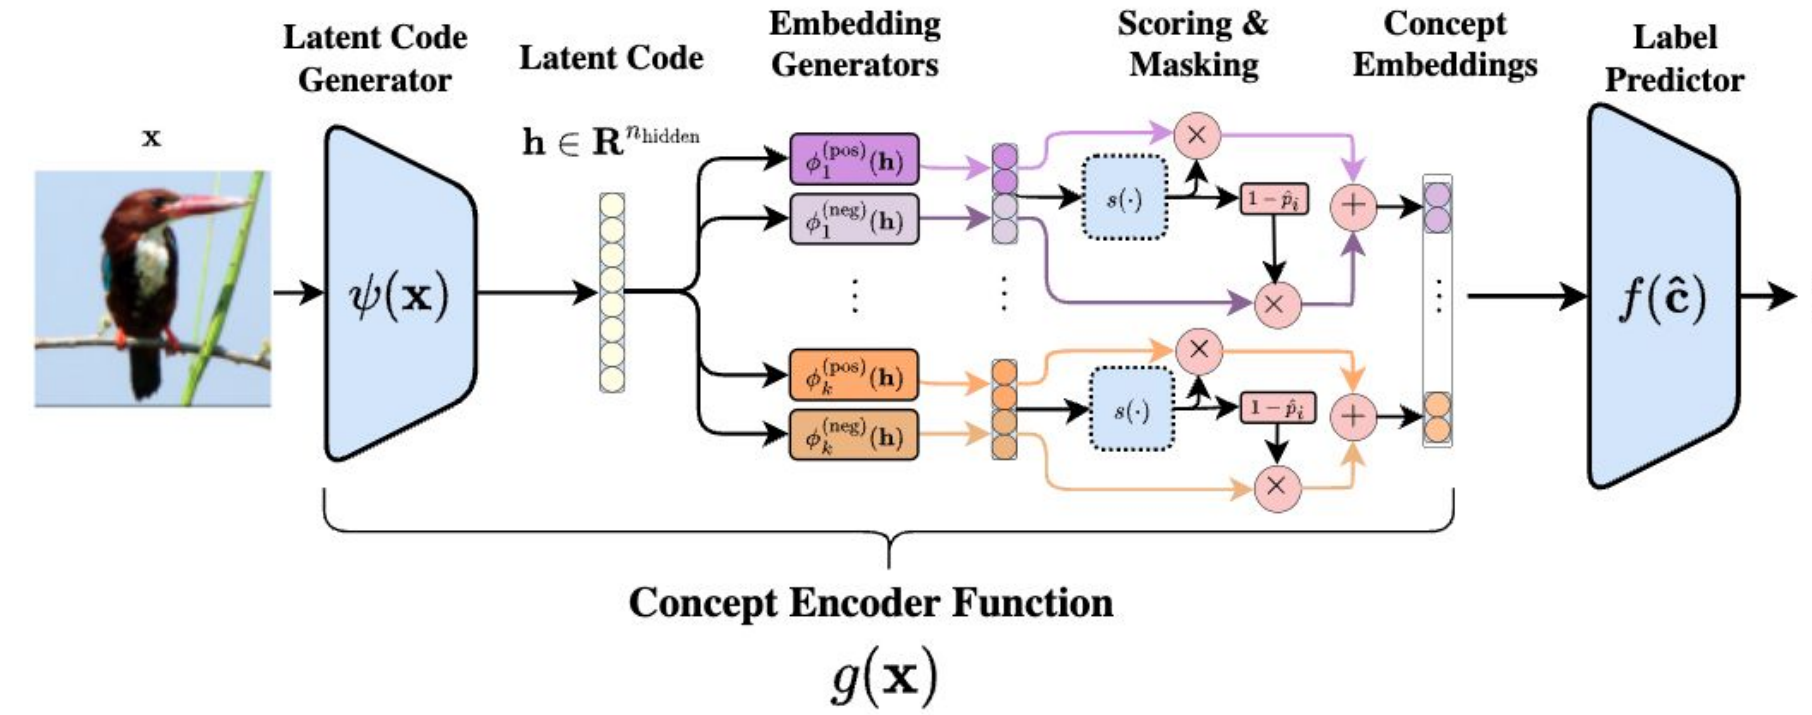 Latent Code
Generator
Latent Code
Embedding
Generators
Scoring &
Masking
Concept
Embeddings
Label
Predictor
x
h ∈ R^{n_hidden}
ψ(x)
ϕ_1^{(pos)}(h)
ϕ_1^{(neg)}(h)
⋮
ϕ_k^{(pos)}(h)
ϕ_k^{(neg)}(h)
⋮
×
s(·)
1 − p̂_i
×
+
×
s(·)
1 − p̂_i
×
+
⋮
f(ĉ)
Concept Encoder Function
g(x)